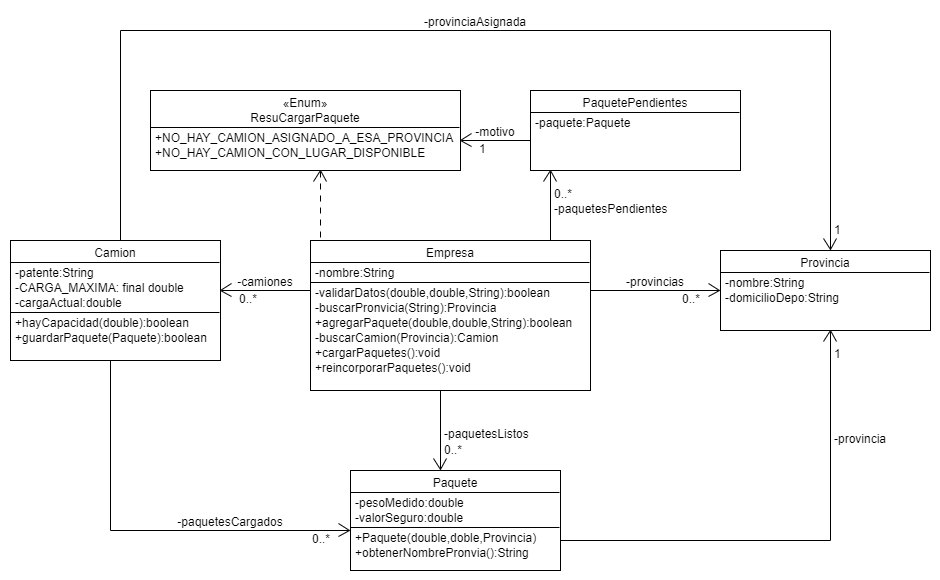 -provinciaAsignada
«Enum»
ResuCargarPaquete
+NO_HAY_CAMION_ASIGNADO_A_ESA_PROVINCIA
+NO_HAY_CAMION_CON_LUGAR_DISPONIBLE
-motivo
1
PaquetePendientes
-paquete:Paquete
0..*
-paquetesPendientes
1
Camion
-patente:String
-CARGA_MAXIMA: final double
-cargaActual:double
+hayCapacidad(double):boolean
+guardarPaquete(Paquete):boolean
-camiones
0..*
Empresa
-nombre:String
-validarDatos(double,double,String):boolean
-buscarPronvicia(String):Provincia
+agregarPaquete(double,double,String):boolean
-buscarCamion(Provincia):Camion
+cargarPaquetes():void
+reincorporarPaquetes():void
-provincias
0..*
Provincia
-nombre:String
-domicilioDepo:String
1
-paquetesListos
0..*
-provincia
-paquetesCargados
0..*
Paquete
-pesoMedido:double
-valorSeguro:double
+Paquete(double,doble,Provincia)
+obtenerNombrePronvia():String